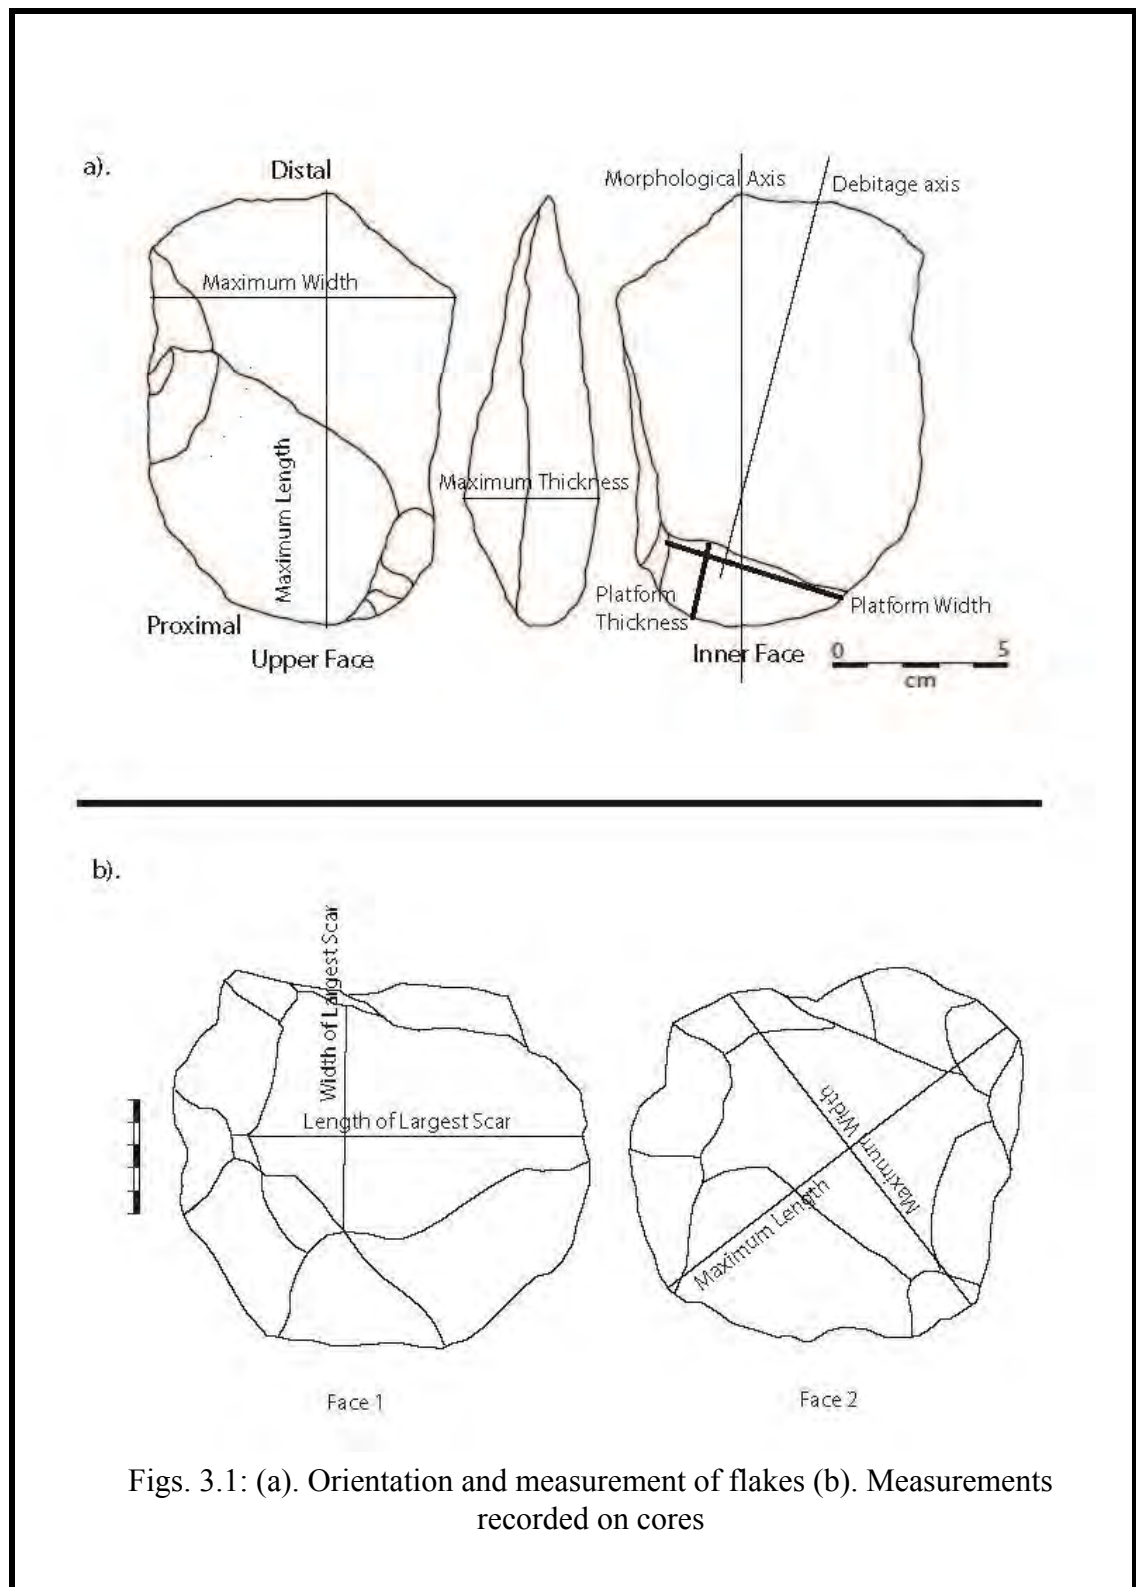 a).
Distal
Morphological Axis
Debitage axis
Maximum Width
Maximum Length
Maximum Thickness
Platform
Thickness
Platform Width
Proximal
Upper Face
Inner Face
0 5
cm
b).
Width of Largest Scar
Length of Largest Scar
Maximum Width
Maximum Length
Face 1
Face 2
Figs. 3.1: (a). Orientation and measurement of flakes (b). Measurements
recorded on cores